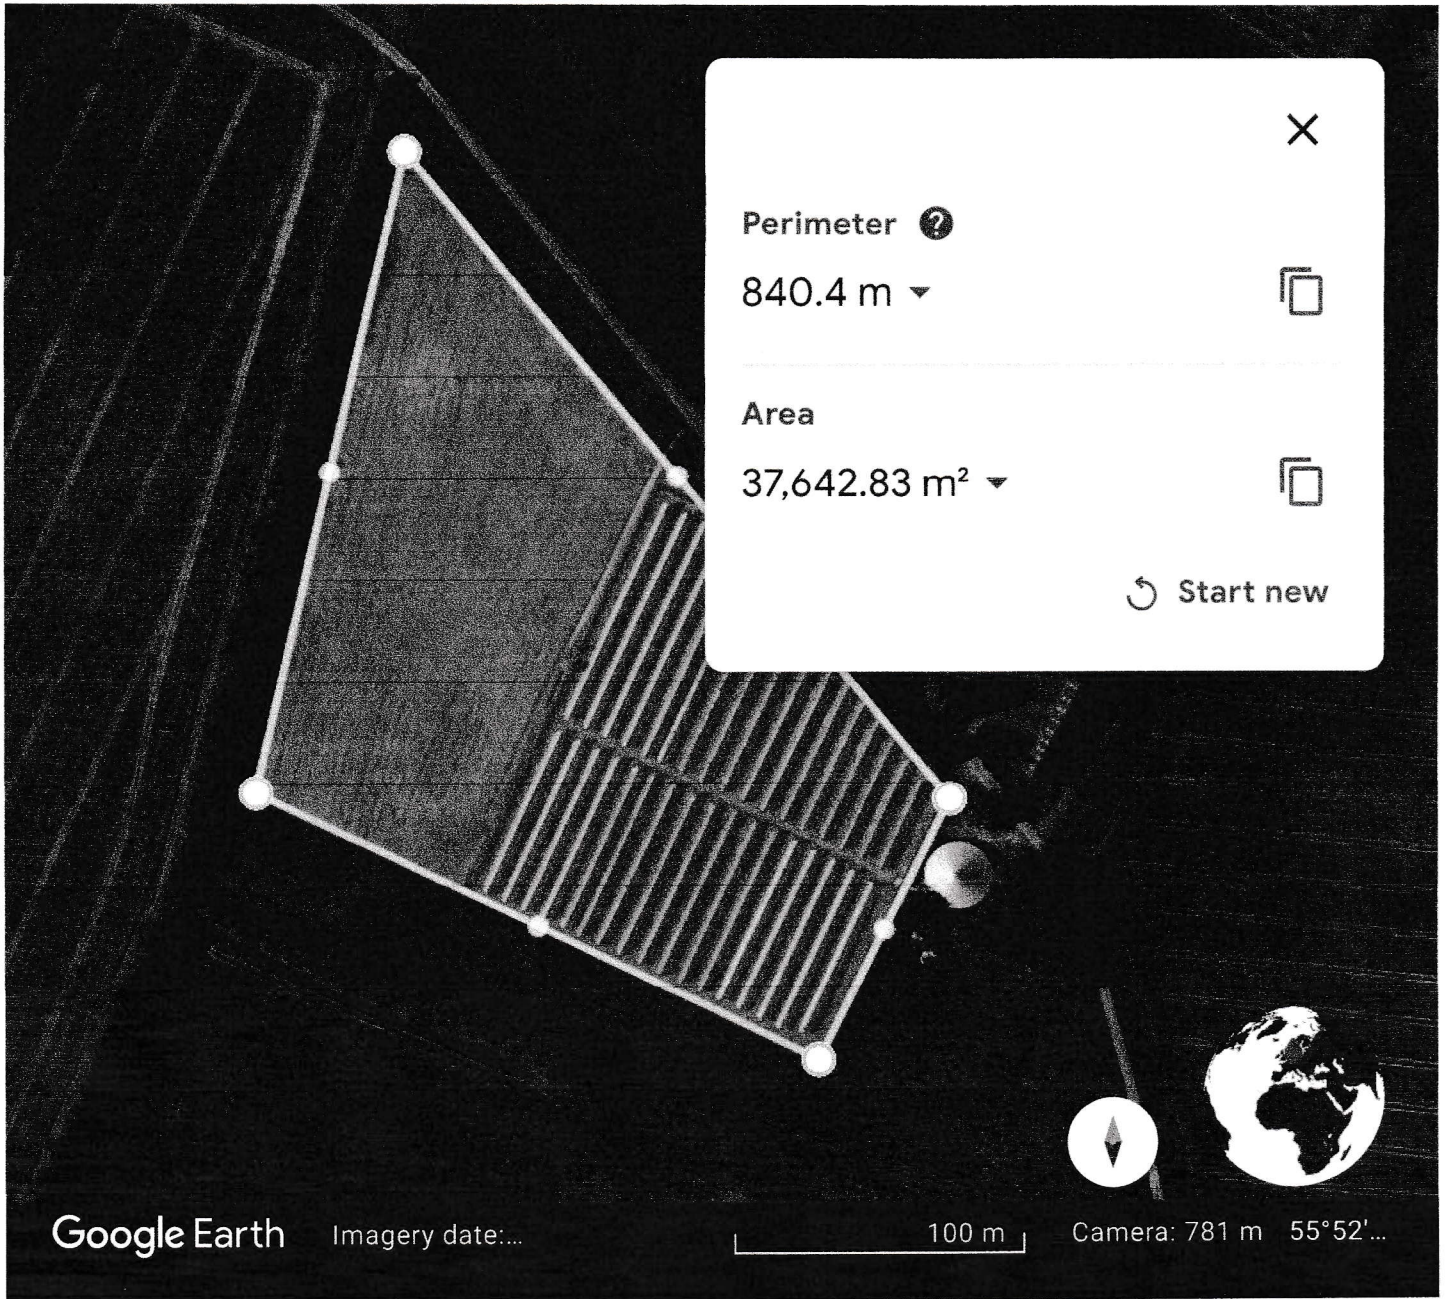 Perimeter
840.4 m
Area
37,642.83 m²
Start new
Google Earth Imagery date:... 100 m Camera: 781 m 55°52'...